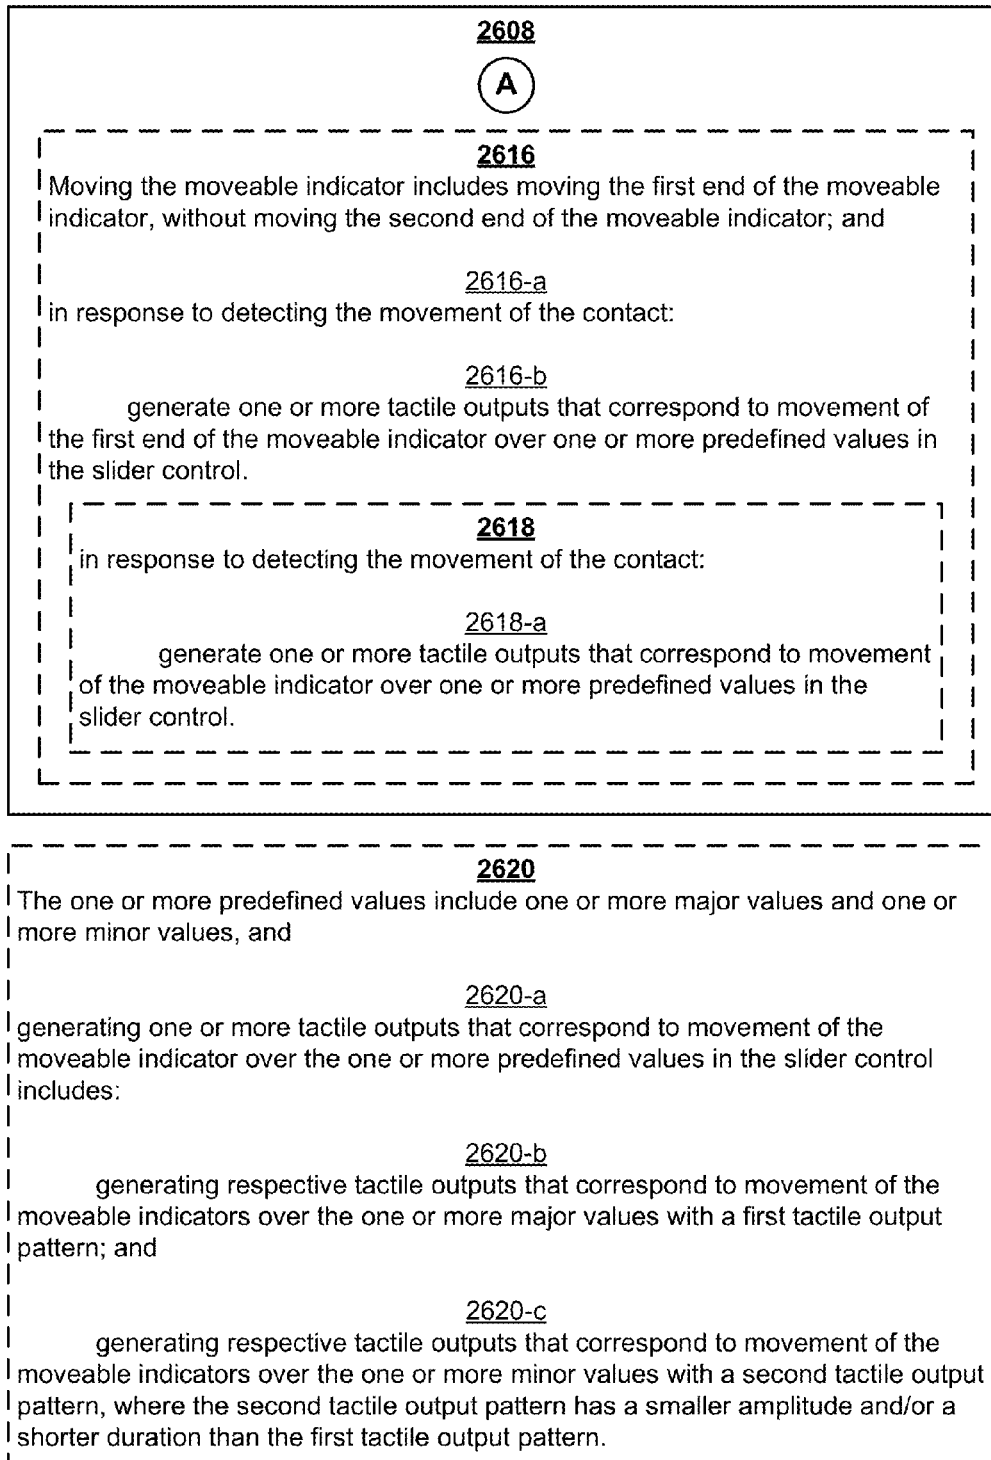 2608
A
2616
Moving the moveable indicator includes moving the first end of the moveable
indicator, without moving the second end of the moveable indicator; and
2616-a
in response to detecting the movement of the contact:
2616-b
generate one or more tactile outputs that correspond to movement of
the first end of the moveable indicator over one or more predefined values in
the slider control.
2618
in response to detecting the movement of the contact:
2618-a
generate one or more tactile outputs that correspond to movement
of the moveable indicator over one or more predefined values in the
slider control.
2620
The one or more predefined values include one or more major values and one or
more minor values, and
2620-a
generating one or more tactile outputs that correspond to movement of the
moveable indicator over the one or more predefined values in the slider control
includes:
2620-b
generating respective tactile outputs that correspond to movement of the
moveable indicators over the one or more major values with a first tactile output
pattern; and
2620-c
generating respective tactile outputs that correspond to movement of the
moveable indicators over the one or more minor values with a second tactile output
pattern, where the second tactile output pattern has a smaller amplitude and/or a
shorter duration than the first tactile output pattern.